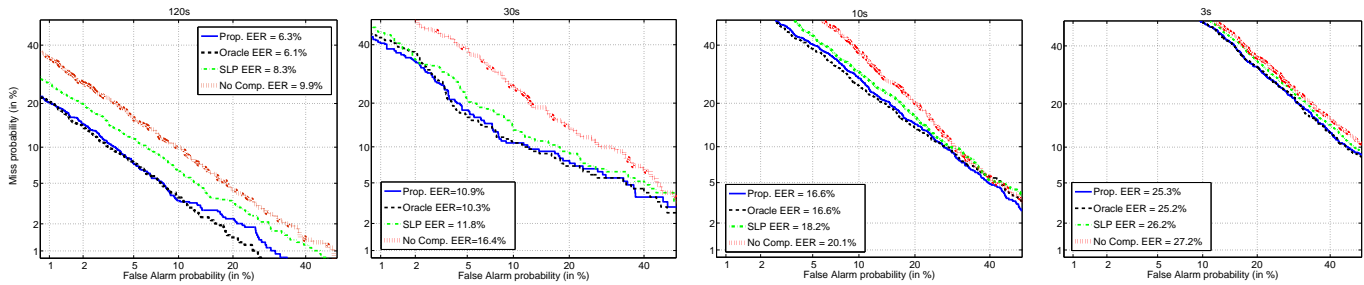 120s
Miss probability (in %)
40
20
10
5
2
1
Prop. EER = 6.3%
Oracle EER = 6.1%
SLP EER = 8.3%
No Comp. EER = 9.9%
1 2 5 10 20 40
False Alarm probability (in %)
30s
40
20
10
5
2
1
Prop. EER=10.9%
Oracle EER=10.3%
SLP EER = 11.8%
No Comp. EER=16.4%
1 2 5 10 20 40
False Alarm probability (in %)
10s
40
20
10
5
2
1
Prop. EER = 16.6%
Oracle EER = 16.6%
SLP EER = 18.2%
No Comp. EER = 20.1%
1 2 5 10 20 40
False Alarm probability (in %)
3s
40
20
10
5
2
1
Prop. EER = 25.3%
Oracle EER = 25.2%
SLP EER = 26.2%
No Comp. EER = 27.2%
1 2 5 10 20 40
False Alarm probability (in %)